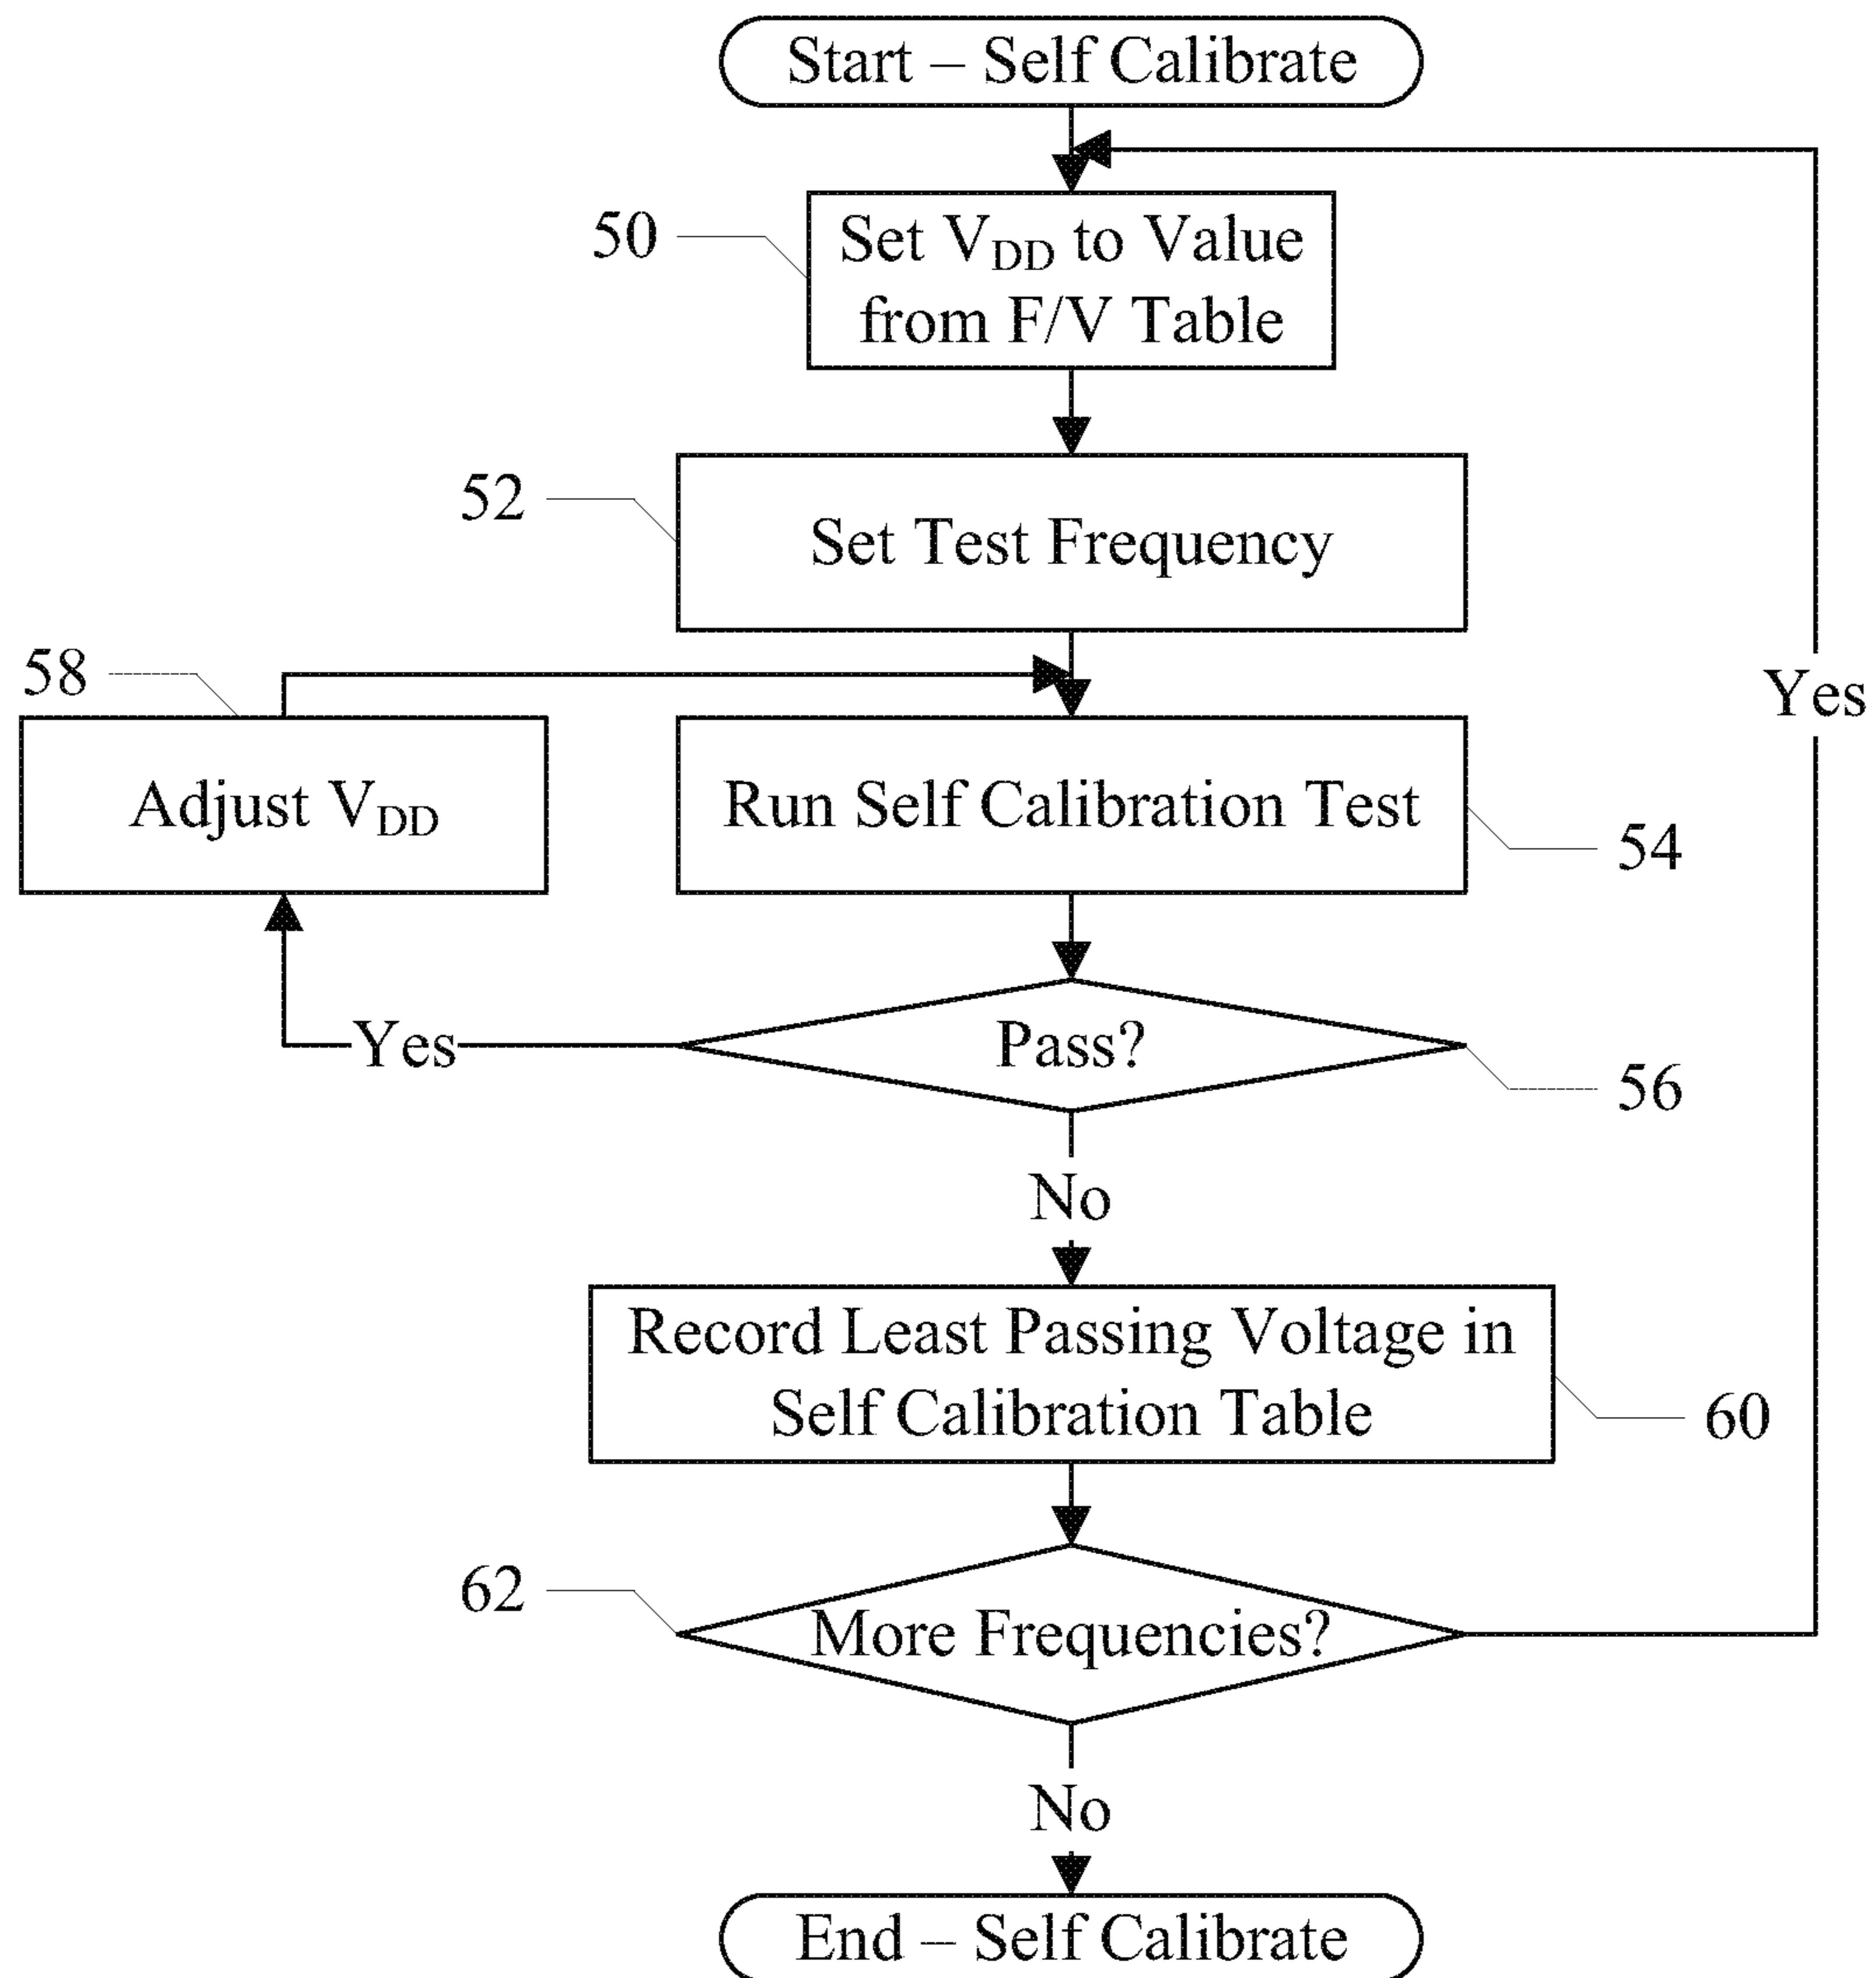 Start – Self Calibrate
50
Set VDD to Value
from F/V Table
52
Set Test Frequency
58
Yes
Adjust VDD
Run Self Calibration Test
54
Yes
Pass?
56
No
Record Least Passing Voltage in
Self Calibration Table
60
62
More Frequencies?
No
End – Self Calibrate